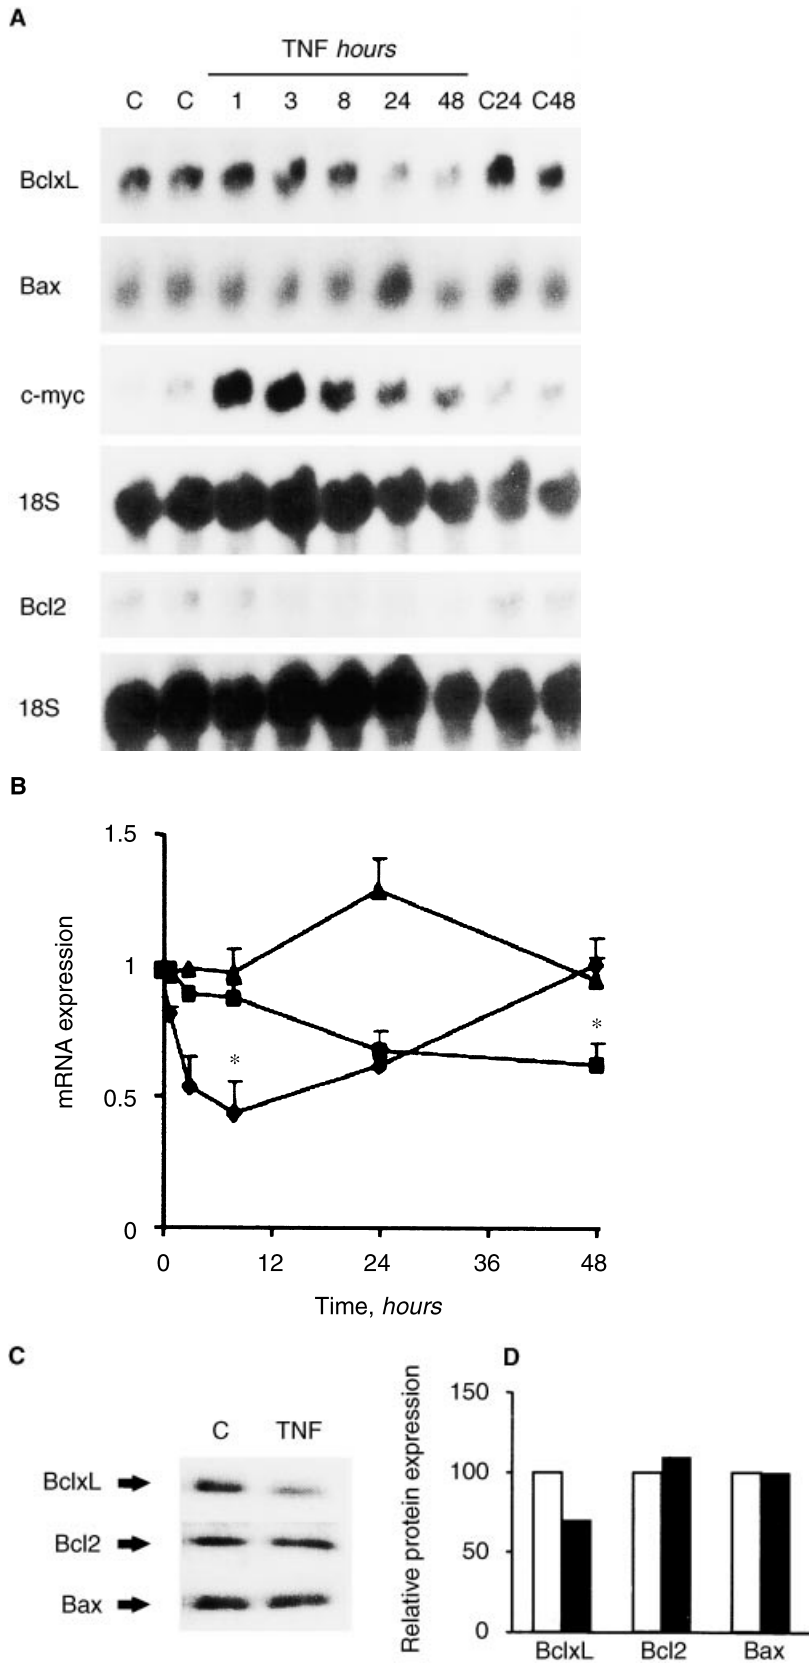 A
TNF hours
C C 1 3 8 24 48 C24 C48
BclxL
Bax
c-myc
18S
Bcl2
18S
B
1.5
1
0.5
0
mRNA expression
*
*
0 12 24 36 48
Time, hours
C
C TNF
BclxL
Bcl2
Bax
D
Relative protein expression
150
100
50
0
BclxL Bcl2 Bax